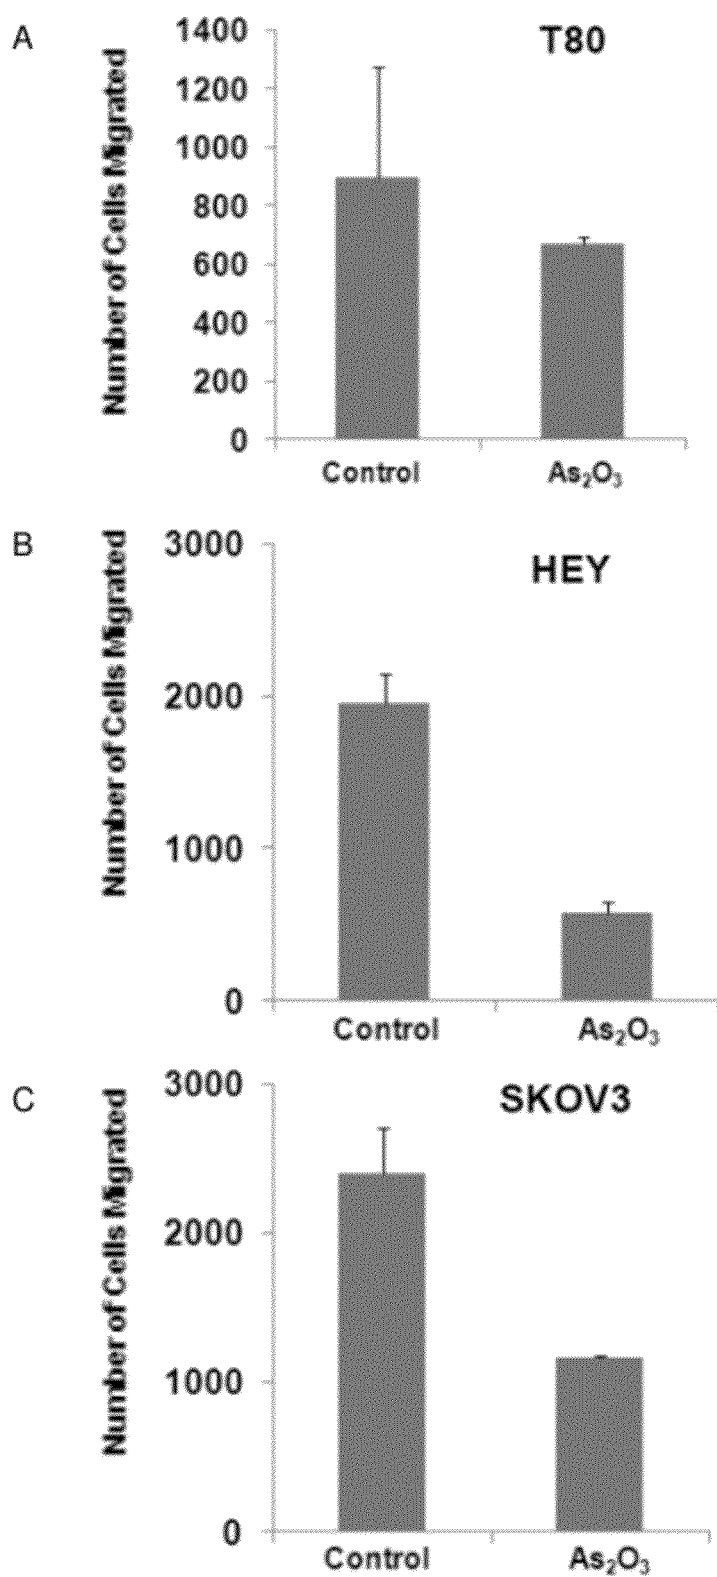 A
T80
Number of Cells Migrated
1400
1200
1000
800
600
400
200
0
Control
As₂O₃
B
HEY
Number of Cells Migrated
3000
2000
1000
0
Control
As₂O₃
C
SKOV3
Number of Cells Migrated
3000
2000
1000
0
Control
As₂O₃